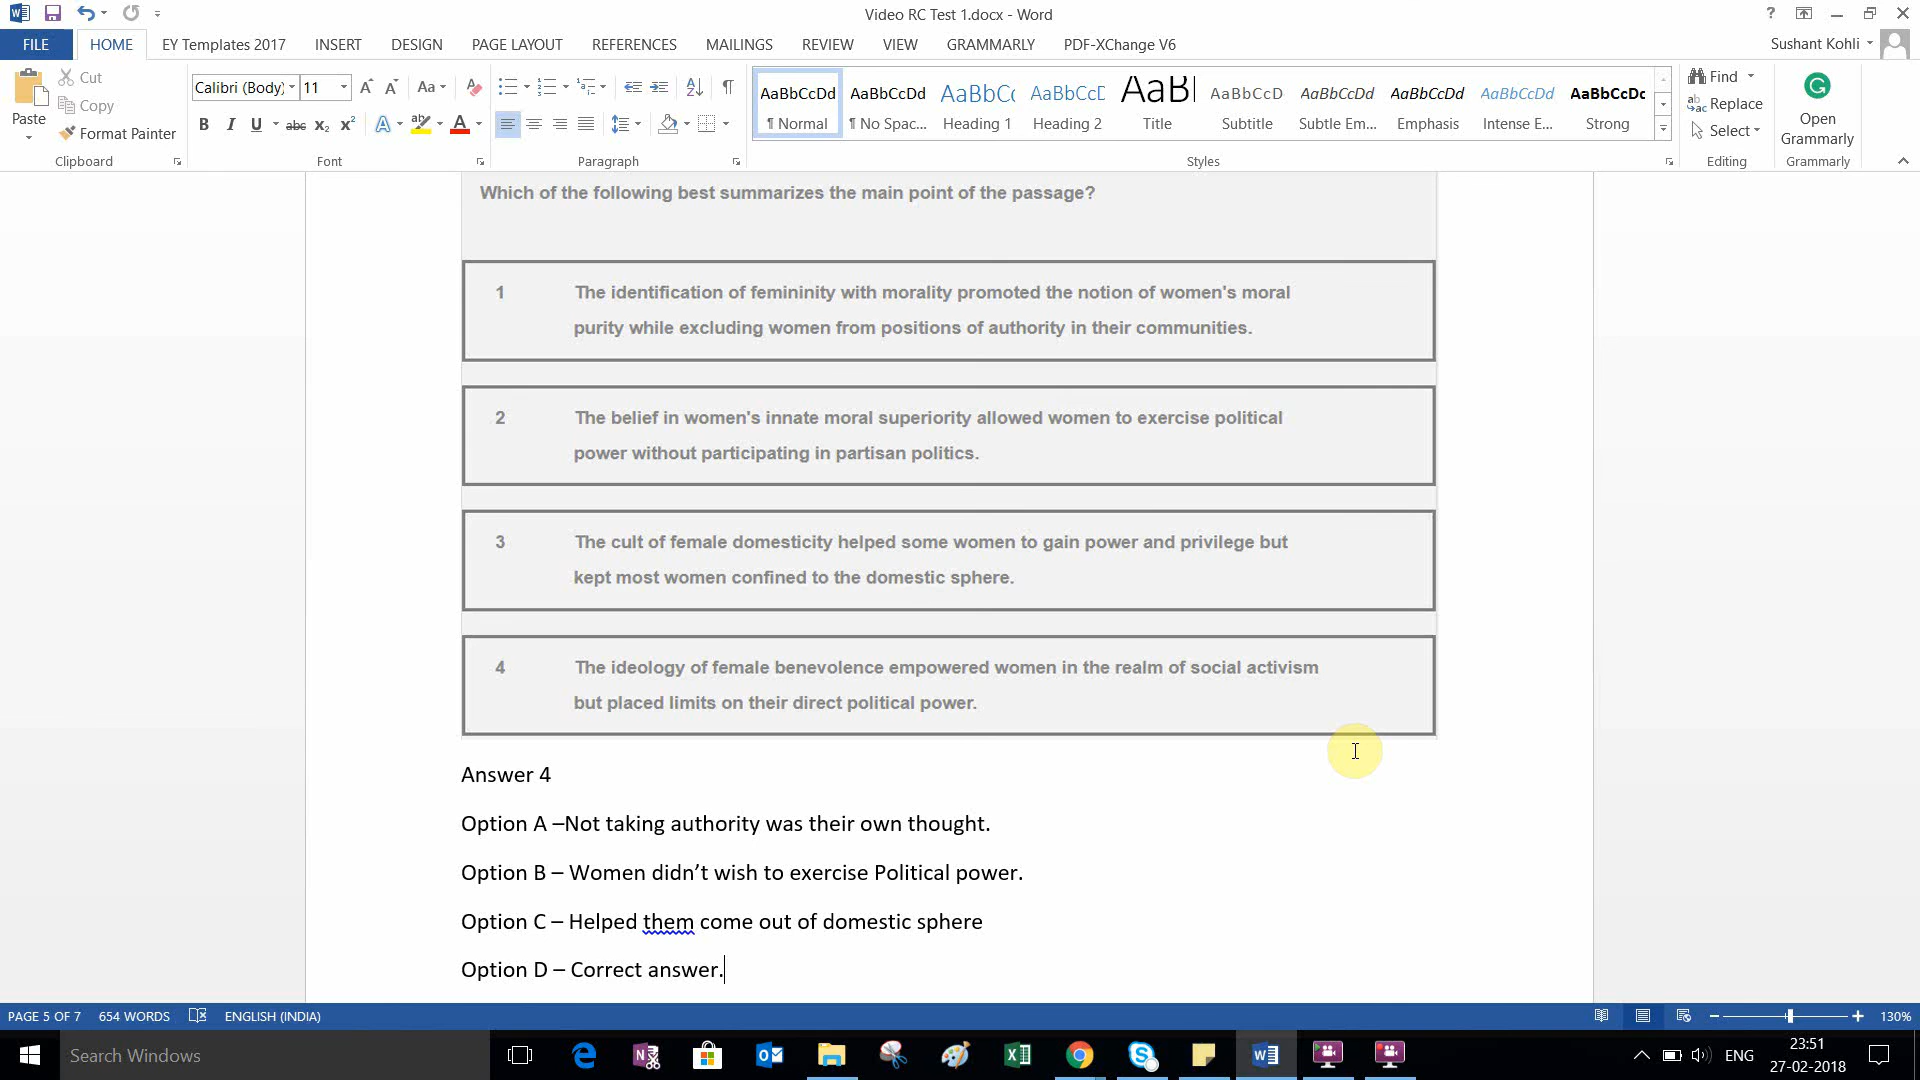 Video RC Test 1.docx - Word
FILE HOME EY Templates 2017 INSERT DESIGN PAGE LAYOUT REFERENCES MAILINGS REVIEW VIEW GRAMMARLY PDF-XChange V6 Sushant Kohli
Paste
Cut
Copy
Format Painter
Clipboard
Calibri (Body) 11
Font
Paragraph
AaBbCcDd AaBbCcDd AaBbC AaBbCcD AaBl AaBbCcD AaBbCcDd AaBbCcDd AaBbCcDd AaBbCcDc
¶ Normal ¶ No Spac... Heading 1 Heading 2 Title Subtitle Subtle Em... Emphasis Intense E... Strong
Styles
Find
Replace
Select
Editing
Open
Grammarly
Grammarly
Which of the following best summarizes the main point of the passage?
1 The identification of femininity with morality promoted the notion of women's moral
purity while excluding women from positions of authority in their communities.
2 The belief in women's innate moral superiority allowed women to exercise political
power without participating in partisan politics.
3 The cult of female domesticity helped some women to gain power and privilege but
kept most women confined to the domestic sphere.
4 The ideology of female benevolence empowered women in the realm of social activism
but placed limits on their direct political power.
Answer 4
Option A –Not taking authority was their own thought.
Option B – Women didn’t wish to exercise Political power.
Option C – Helped them come out of domestic sphere
Option D – Correct answer.
PAGE 5 OF 7 654 WORDS ENGLISH (INDIA) 130%
Search Windows
ENG
23:51
27-02-2018